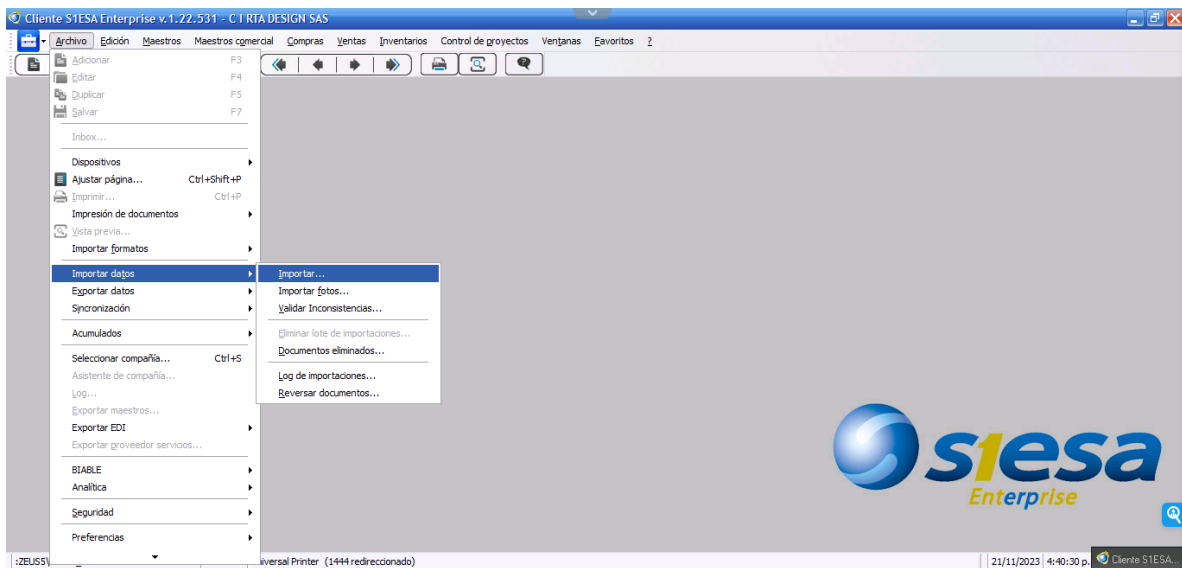 Cliente S1ESA Enterprise v.1.22.531 - C I RTA DESIGN SAS
Archivo Edición Maestros Maestros comercial Compras Ventas Inventarios Control de proyectos Ventanas Favoritos ?
Adicionar F3
Editar F4
Duplicar F5
Salvar F7
Inbox...
Dispositivos
Ajustar página... Ctrl+Shift+P
Imprimir... Ctrl+P
Impresión de documentos
Vista previa...
Importar formatos
Importar datos
Exportar datos
Sincronización
Acumulados
Seleccionar compañía... Ctrl+S
Asistente de compañía...
Log...
Exportar maestros...
Exportar EDI
Exportar proveedor servicios...
BIABLE
Analítica
Seguridad
Preferencias
Importar...
Importar fotos...
Validar Inconsistencias...
Eliminar lote de importaciones...
Documentos eliminados...
Log de importaciones...
Reversar documentos...
s1esa
Enterprise
:ZEUS5\ iversal Printer (1444 redireccionado) 21/11/2023 4:40:30 p. Cliente S1ESA...